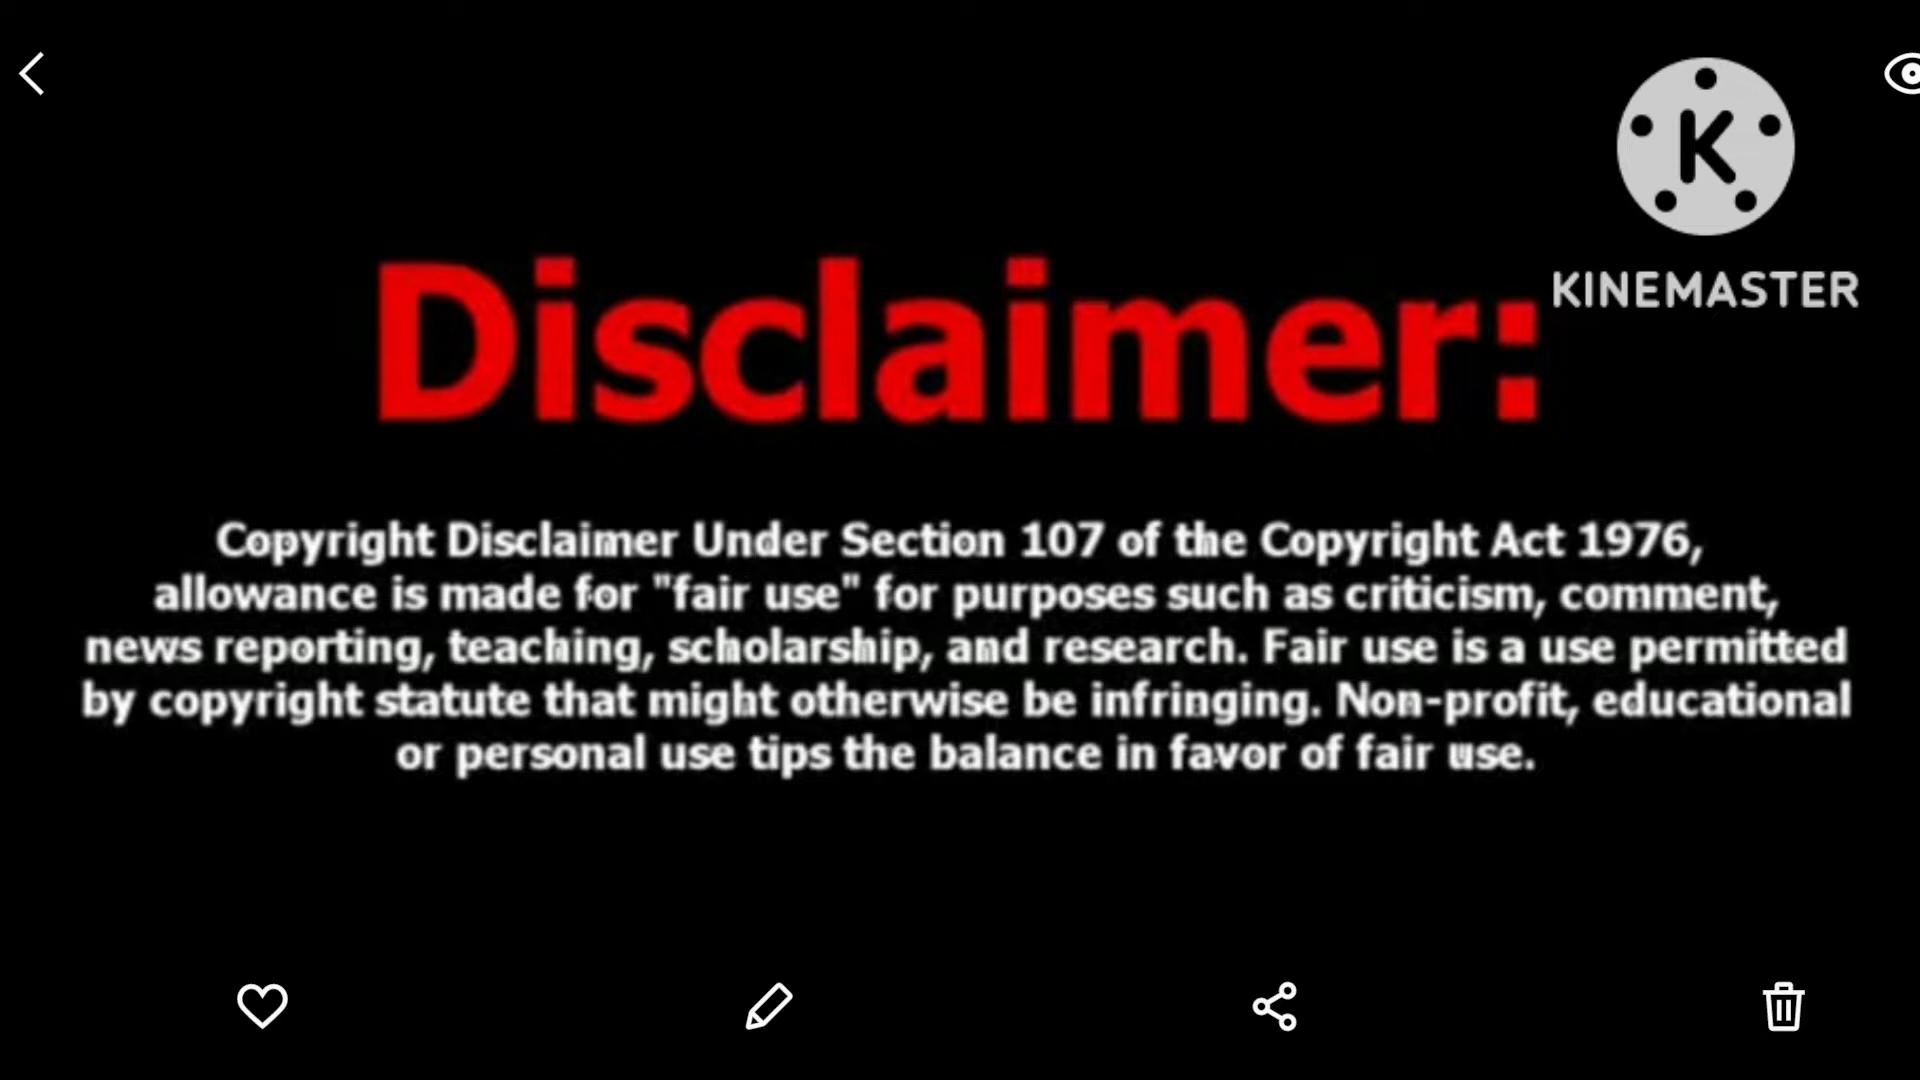 K
KINEMASTER
Disclaimer:
Copyright Disclaimer Under Section 107 of the Copyright Act 1976,
allowance is made for "fair use" for purposes such as criticism, comment,
news reporting, teaching, scholarship, and research. Fair use is a use permitted
by copyright statute that might otherwise be infringing. Non-profit, educational
or personal use tips the balance in favor of fair use.